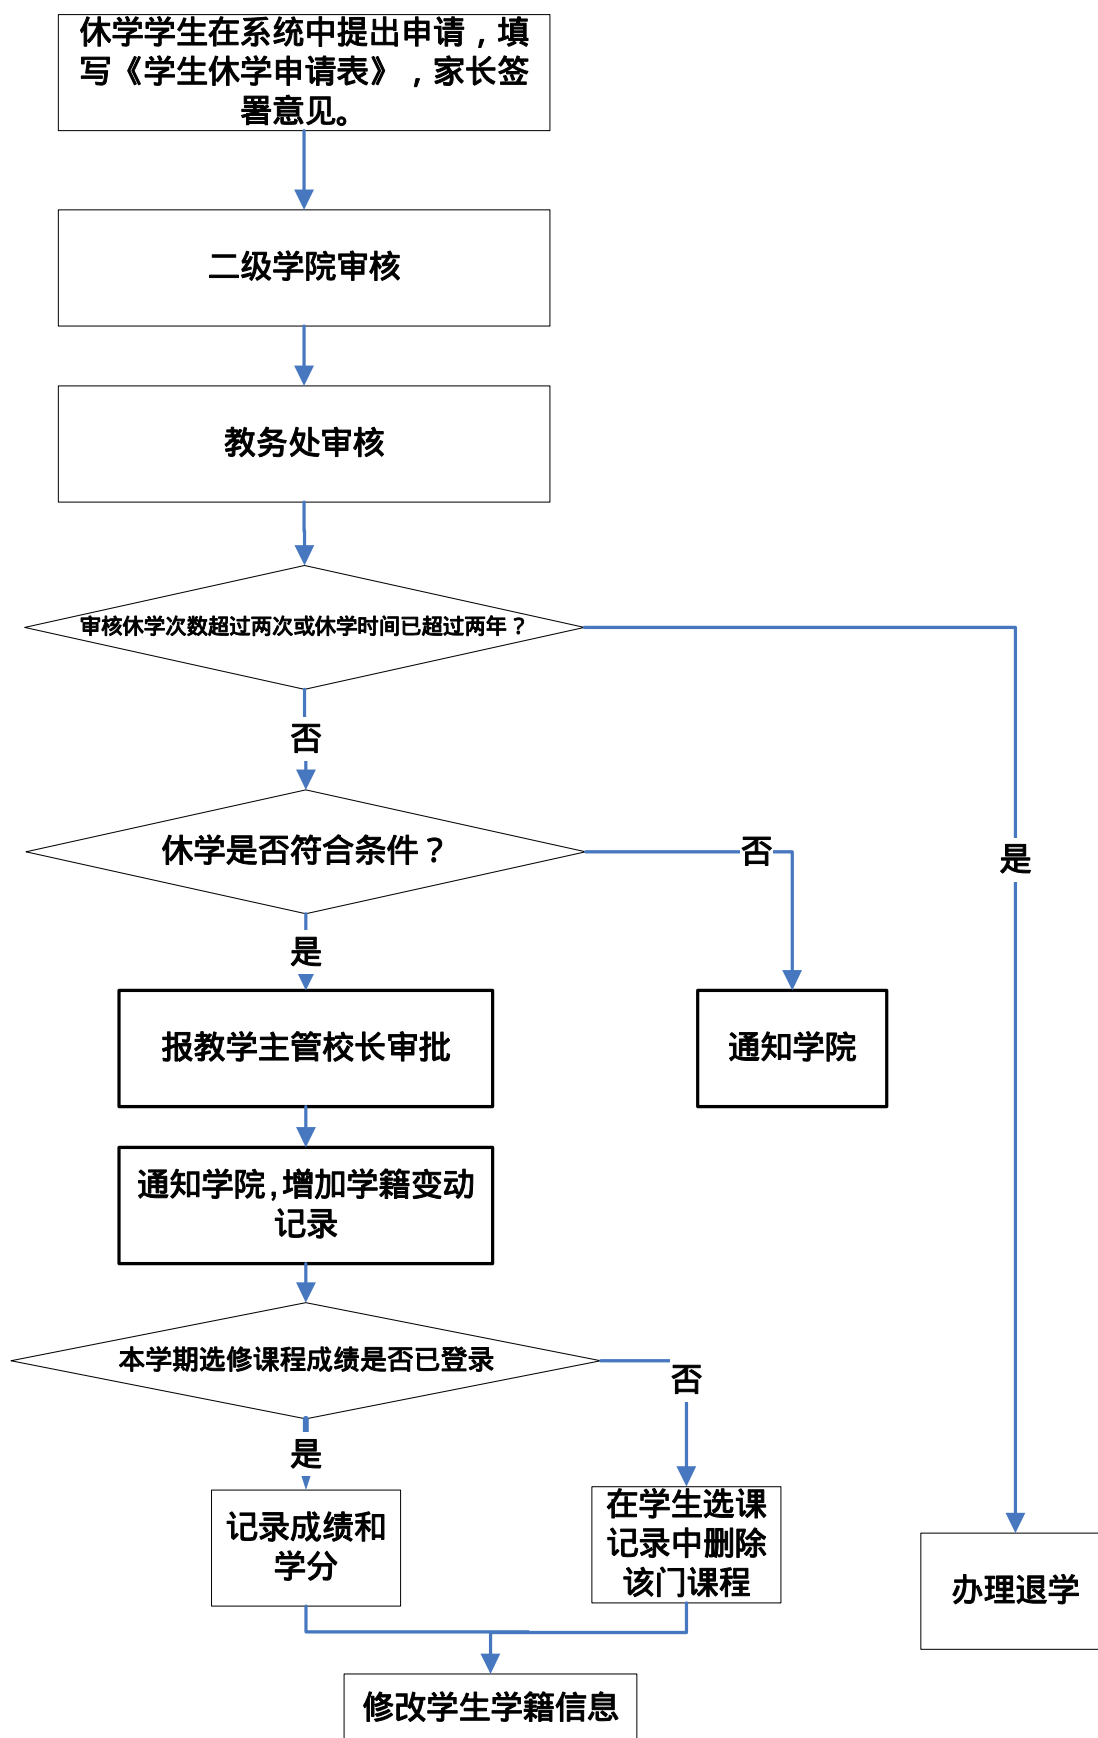 休学学生在系统中提出申请，填
写《学生休学申请表》，家长签
署意见。
二级学院审核
教务处审核
审核休学次数超过两次或休学时间已超过两年？
否
休学是否符合条件？
否
是
是
报教学主管校长审批
通知学院
通知学院,增加学籍变动
记录
本学期选修课程成绩是否已登录
否
是
记录成绩和
学分
在学生选课
记录中删除
该门课程
办理退学
修改学生学籍信息